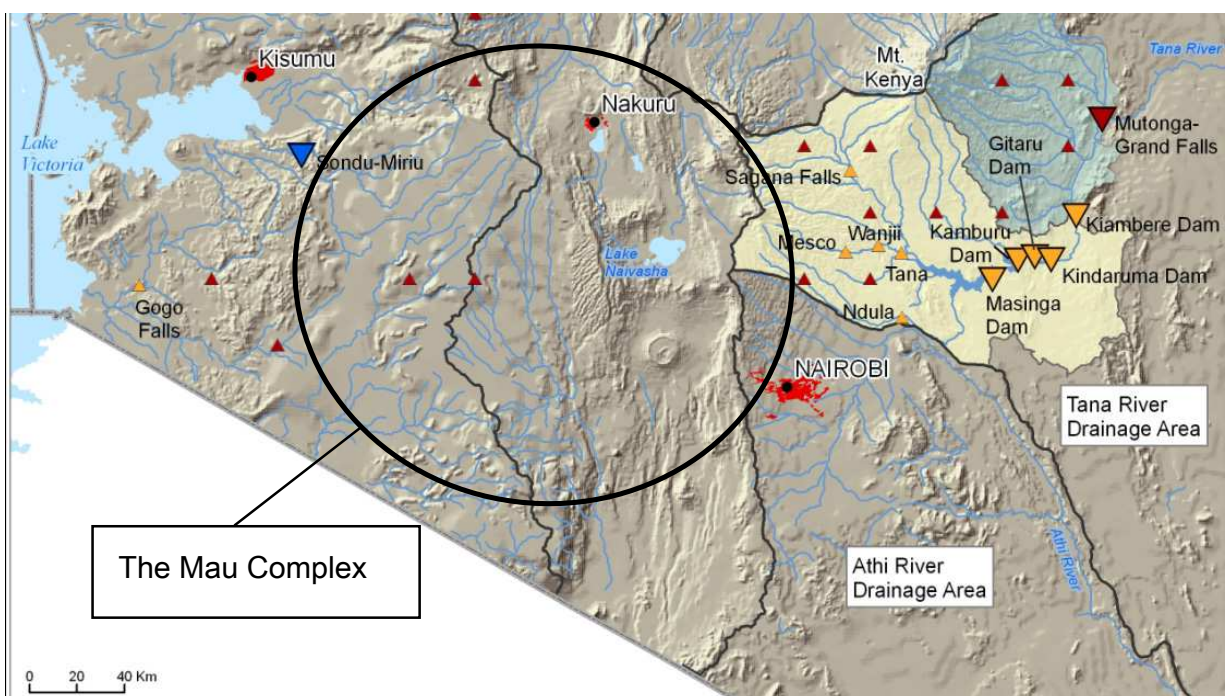 Kisumu
Lake
Victoria
Sondu-Miriu
Gogo
Falls
Nakuru
Lake
Naivasha
Mt.
Kenya
Tana River
Mutonga-
Grand Falls
Gitaru
Dam
Sagana Falls
Kiambere Dam
Mesco
Wanjii
Kamburu
Dam
Tana
Kindaruma Dam
Masinga
Dam
Ndula
NAIROBI
Tana River
Drainage Area
Athi River
Drainage Area
Athi River
The Mau Complex
0 20 40 Km